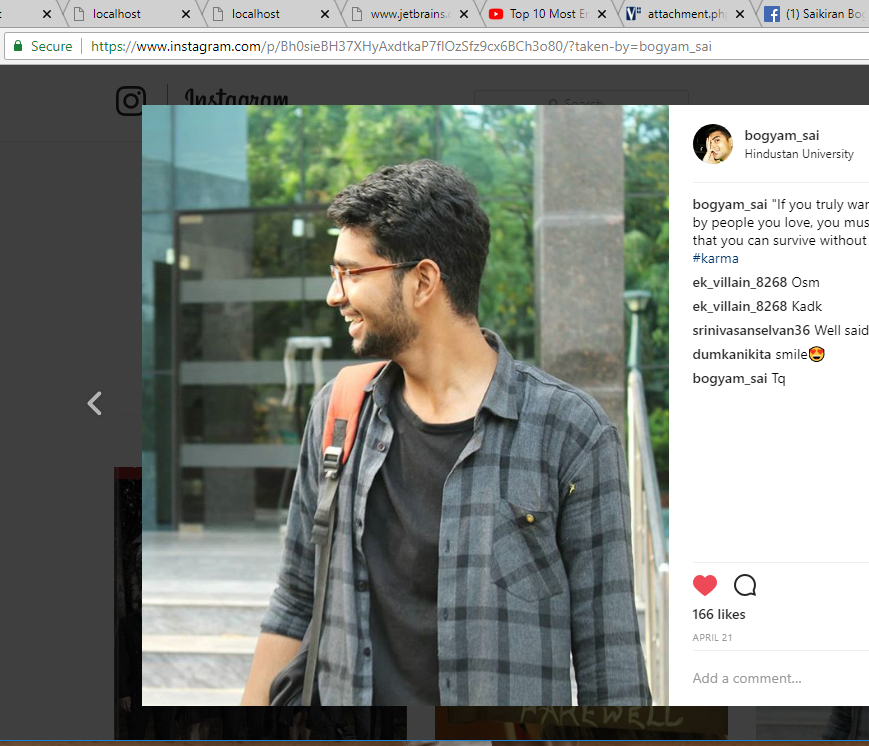 localhost
localhost
www.jetbrains.
Top 10 Most E
attachment.ph
(1) Saikiran Bog
Secure
https://www.instagram.com/p/Bh0sieBH37XHyAxdtkaP7flOzSfz9cx6BCh3o80/?taken-by=bogyam_sai
Instagram
Search
bogyam_sai
Hindustan University
bogyam_sai "If you truly wan
by people you love, you mus
that you can survive without
#karma
ek_villain_8268 Osm
ek_villain_8268 Kadk
srinivasanselvan36 Well said
dumkanikita smile😍
bogyam_sai Tq
166 likes
APRIL 21
Add a comment...
FAREWELL